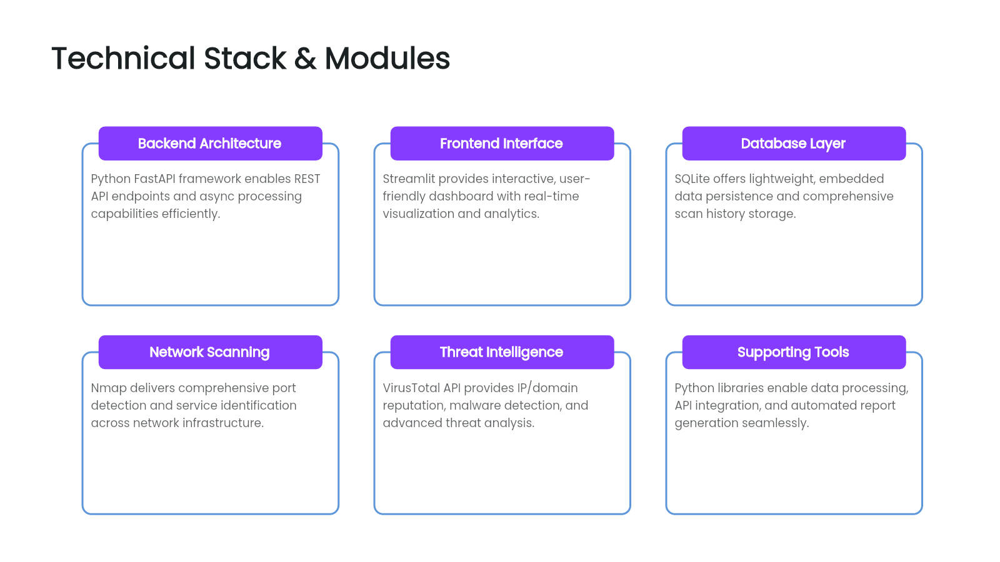 Technical Stack & Modules
Backend Architecture
Python FastAPI framework enables REST
API endpoints and async processing
capabilities efficiently.
Frontend Interface
Streamlit provides interactive, user-
friendly dashboard with real-time
visualization and analytics.
Database Layer
SQLite offers lightweight, embedded
data persistence and comprehensive
scan history storage.
Network Scanning
Nmap delivers comprehensive port
detection and service identification
across network infrastructure.
Threat Intelligence
VirusTotal API provides IP/domain
reputation, malware detection, and
advanced threat analysis.
Supporting Tools
Python libraries enable data processing,
API integration, and automated report
generation seamlessly.